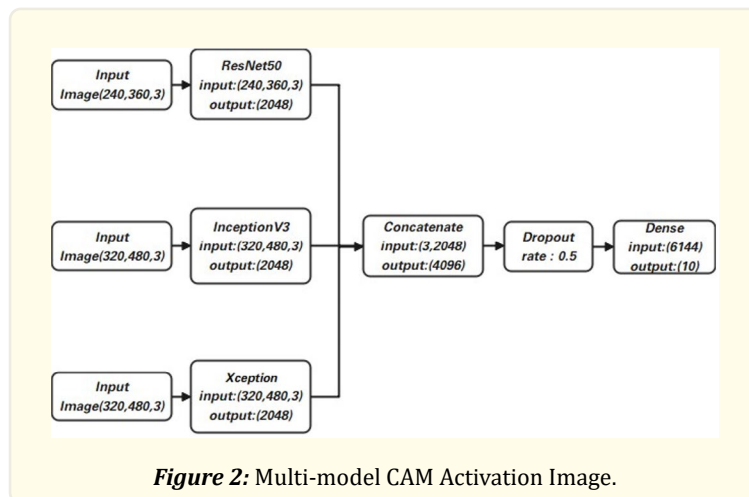 Input
Image(240,360,3)
ResNet50
input:(240,360,3)
output:(2048)
Input
Image(320,480,3)
InceptionV3
input:(320,480,3)
output:(2048)
Input
Image(320,480,3)
Xception
input:(320,480,3)
output:(2048)
Concatenate
input:(3,2048)
output:(4096)
Dropout
rate : 0.5
Dense
input:(6144)
output:(10)
Figure 2: Multi-model CAM Activation Image.